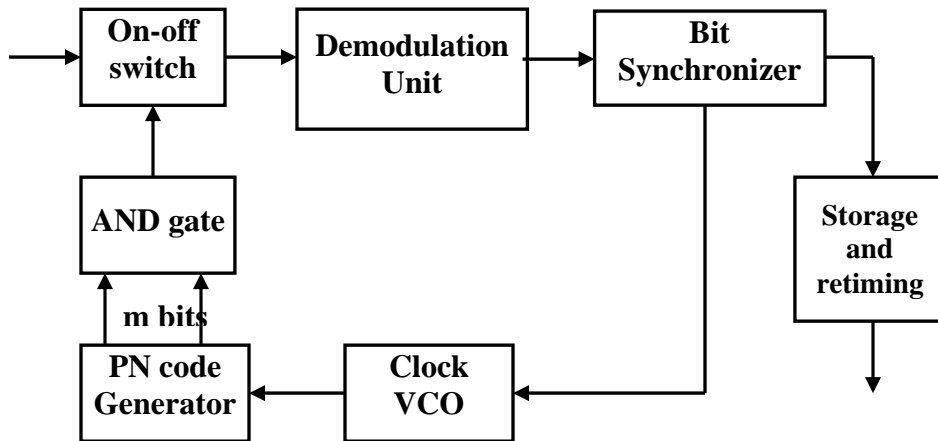 On-off
switch
Demodulation
Unit
Bit
Synchronizer
AND gate
Storage
and
retiming
m bits
PN code
Generator
Clock
VCO